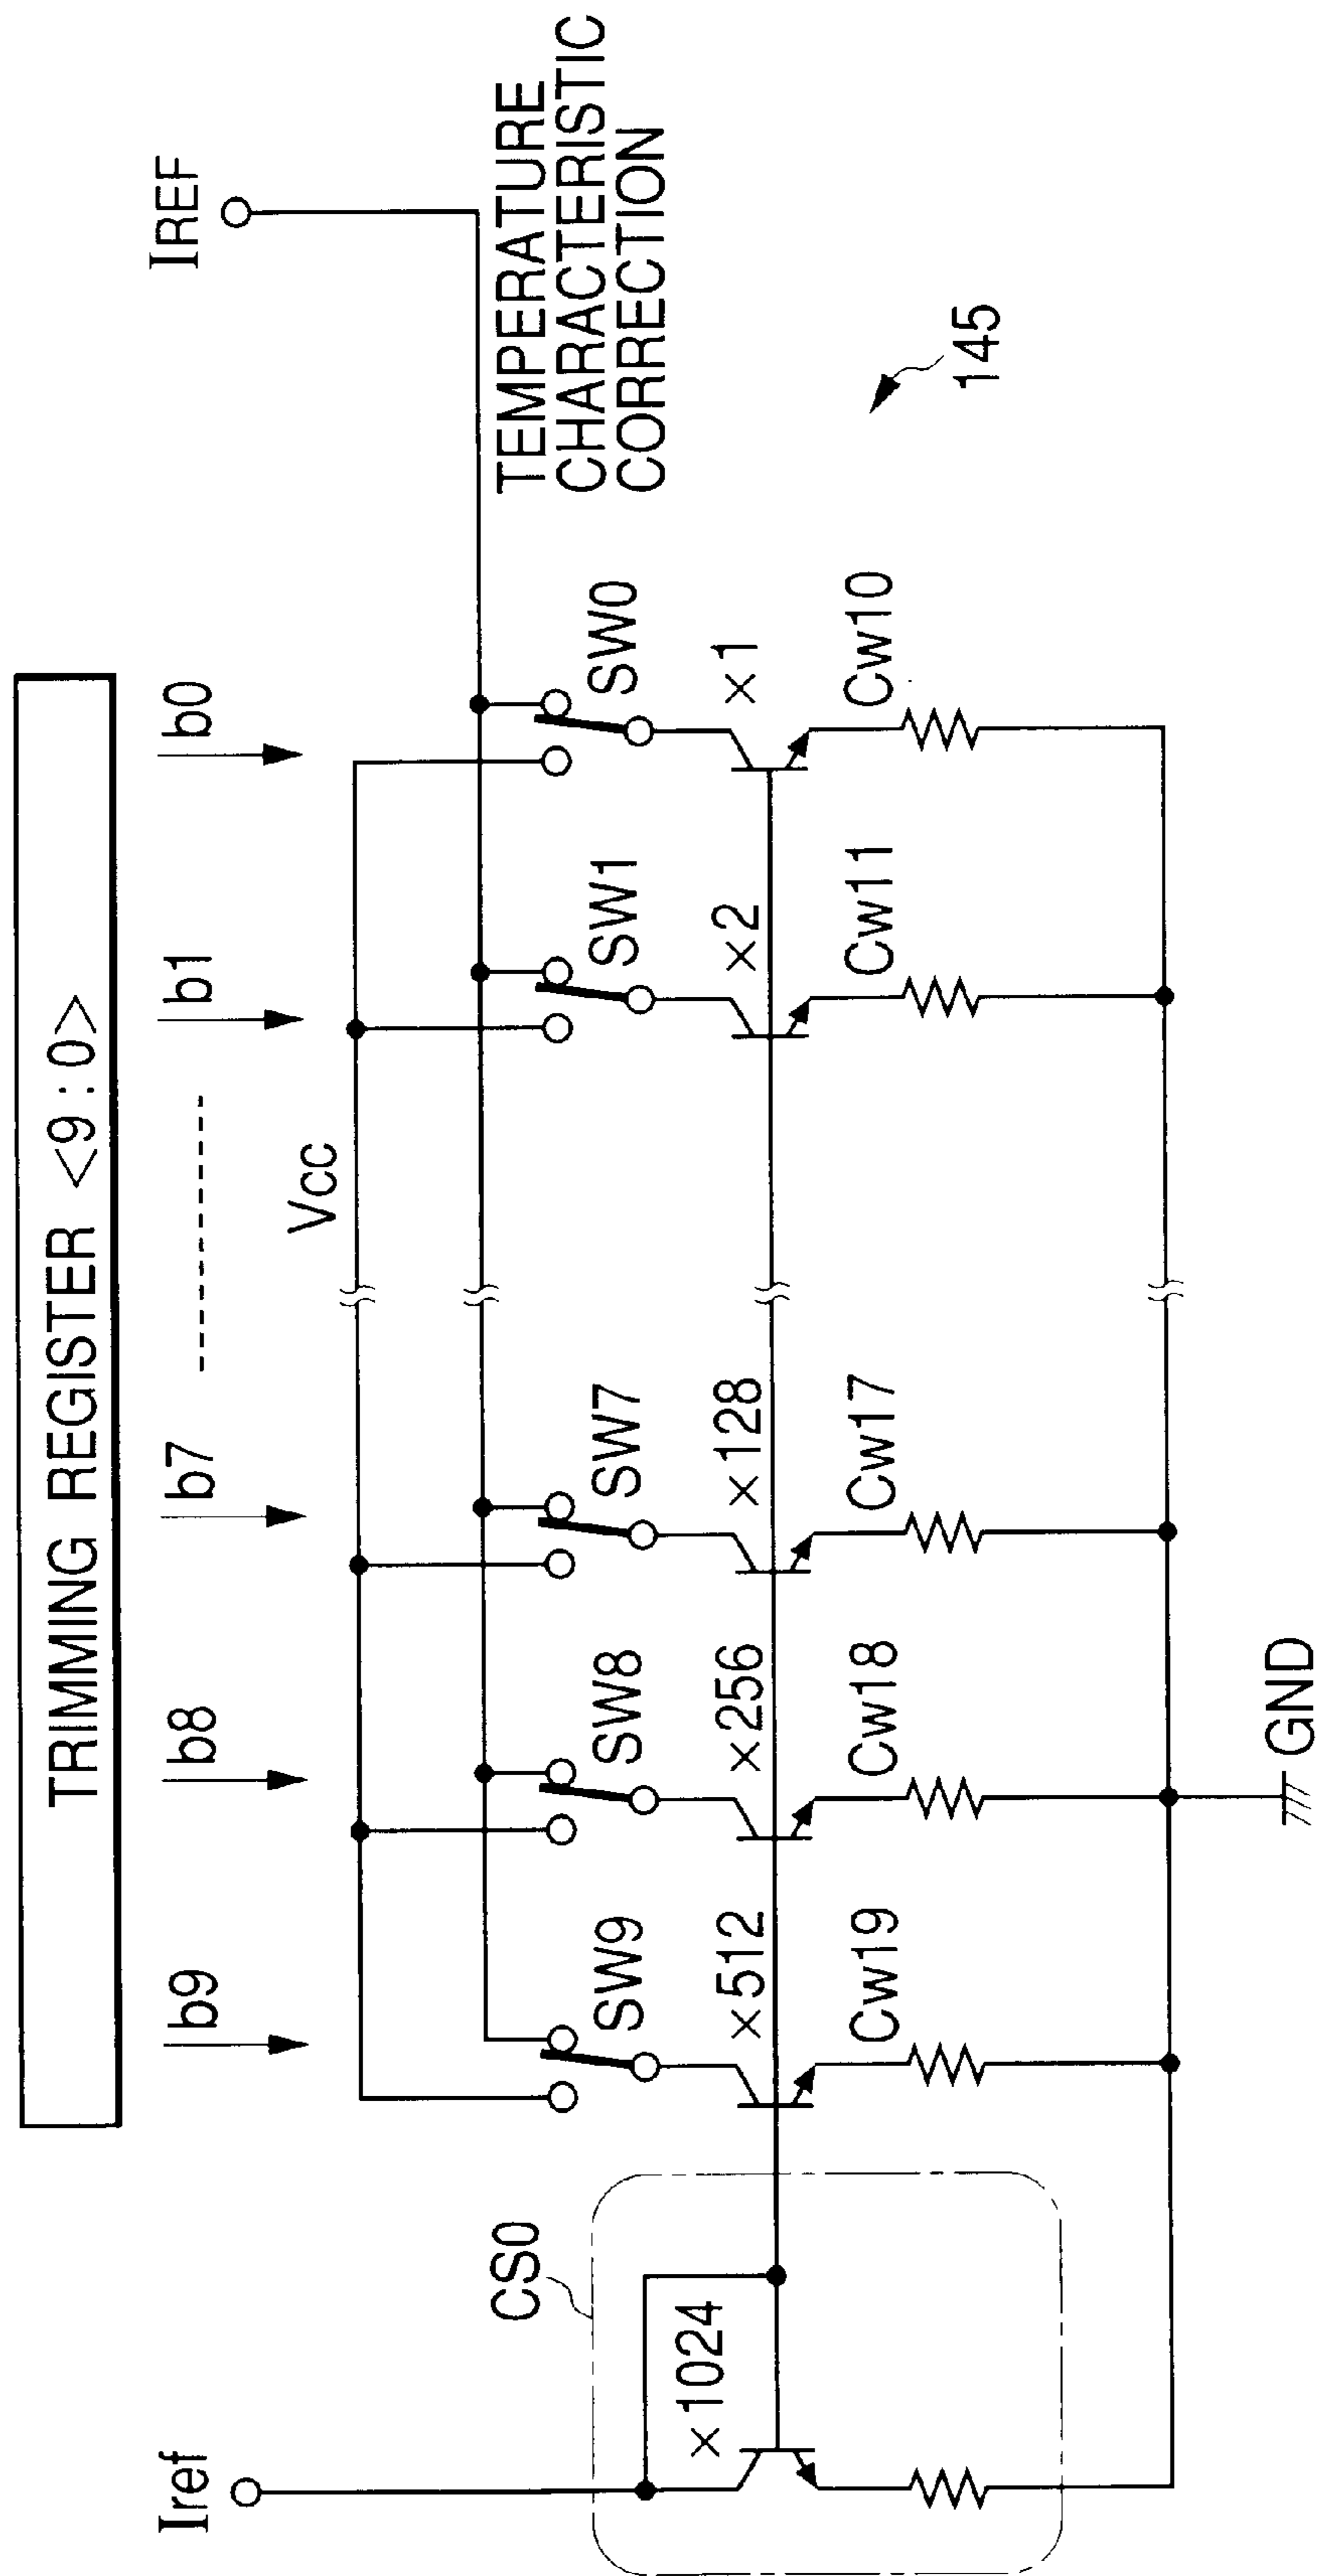 TRIMMING REGISTER <9:0>
b9
b8
b7
b1
b0
Iref
IREF
Vcc
TEMPERATURE
CHARACTERISTIC
CORRECTION
CS0
SW9
SW8
SW7
SW1
SW0
×1024
×512
×256
×128
×2
×1
145
Cw19
Cw18
Cw17
Cw11
Cw10
GND